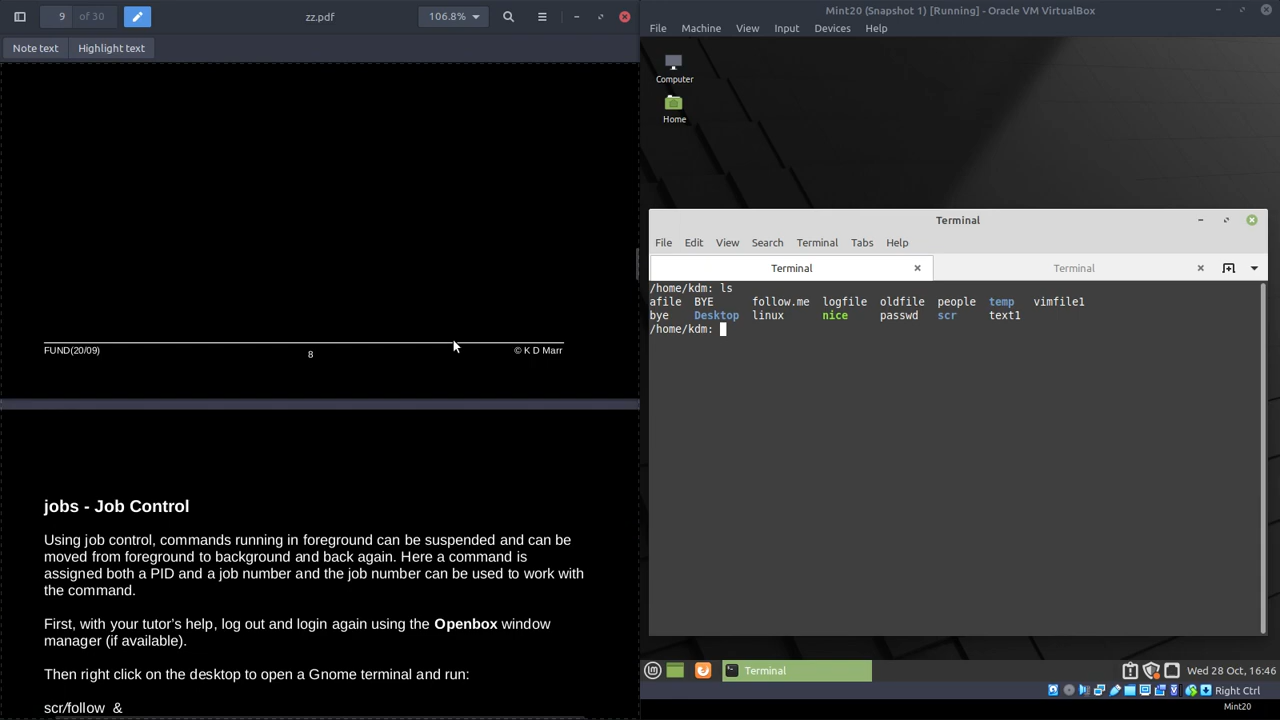 9 of 30
zz.pdf
106.8%
Note text
Highlight text
FUND(20/09)
8
© K D Marr
jobs - Job Control
Using job control, commands running in foreground can be suspended and can be
moved from foreground to background and back again. Here a command is
assigned both a PID and a job number and the job number can be used to work with
the command.
First, with your tutor's help, log out and login again using the Openbox window
manager (if available).
Then right click on the desktop to open a Gnome terminal and run:
scr/follow &
Mint20 (Snapshot 1) [Running] - Oracle VM VirtualBox
File Machine View Input Devices Help
Computer
Home
Terminal
File Edit View Search Terminal Tabs Help
Terminal
Terminal
/home/kdm: ls
afile BYE follow.me logfile oldfile people temp vimfile1
bye Desktop linux nice passwd scr text1
/home/kdm:
Terminal
Wed 28 Oct, 16:46
Right Ctrl
Mint20